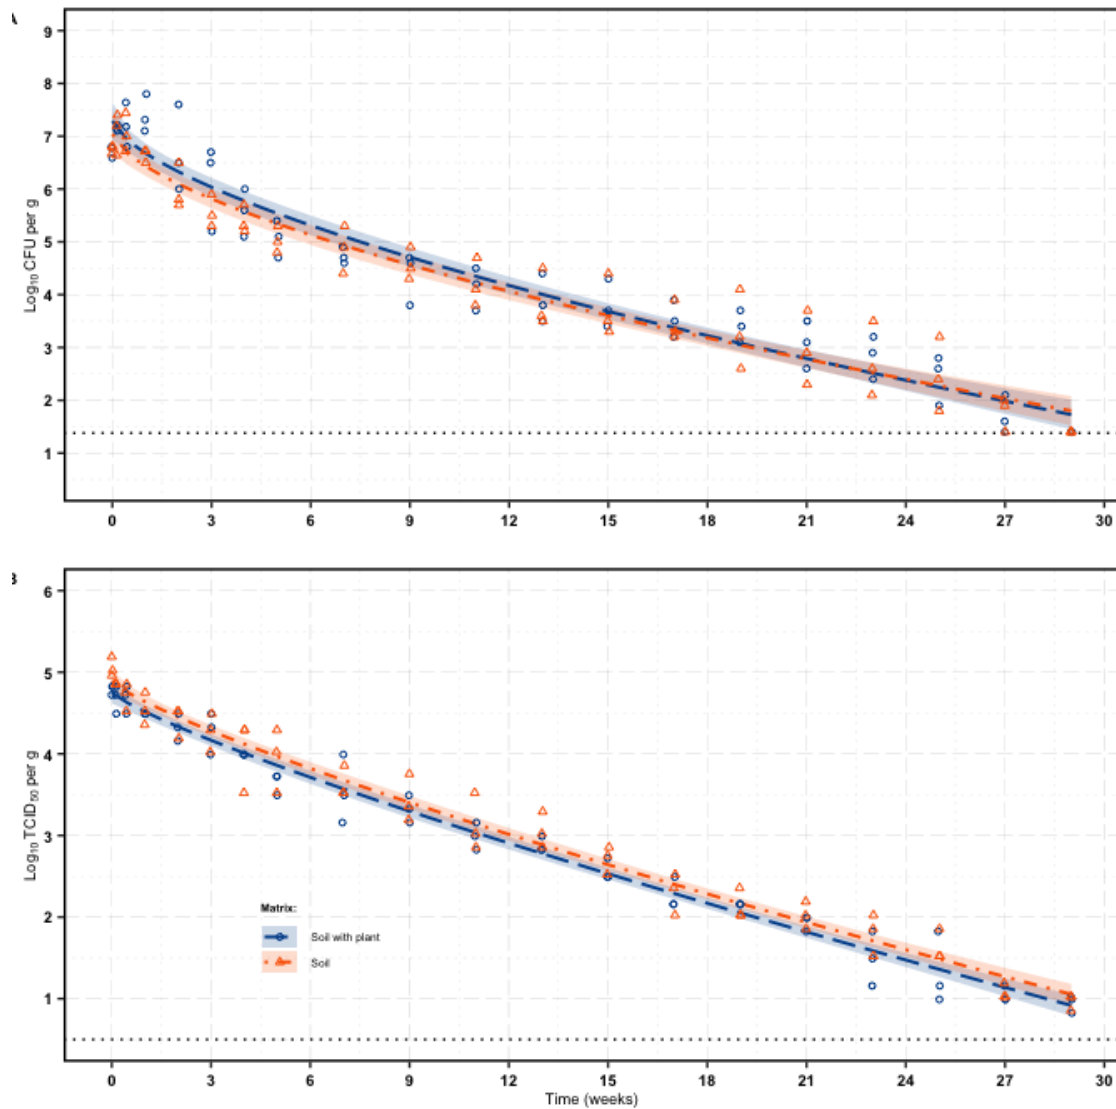 A
9
8
7
6
5
4
3
2
1
Log₁₀ CFU per g
0 3 6 9 12 15 18 21 24 27 30
B
6
5
4
3
2
1
Log₁₀ TCID₅₀ per g
Matrix:
Soil with plant
Soil
0 3 6 9 12 15 18 21 24 27 30
Time (weeks)